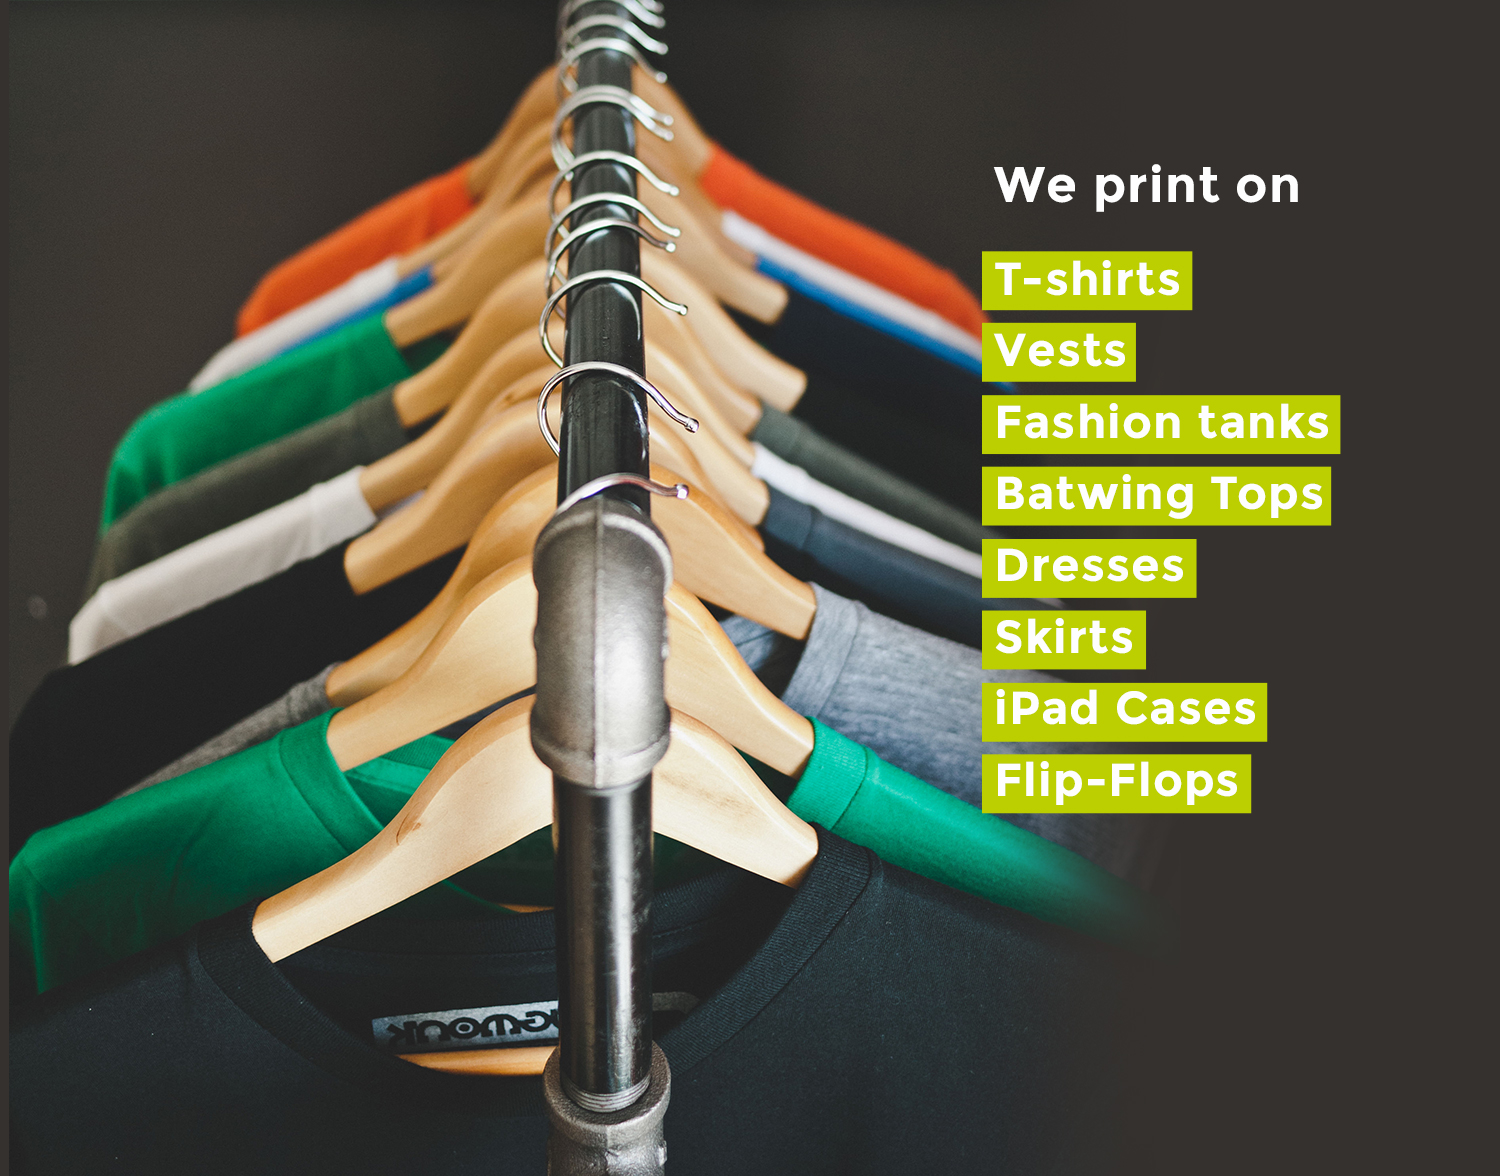 We print on
T-shirts
Vests
Fashion tanks
Batwing Tops
Dresses
Skirts
iPad Cases
Flip-Flops